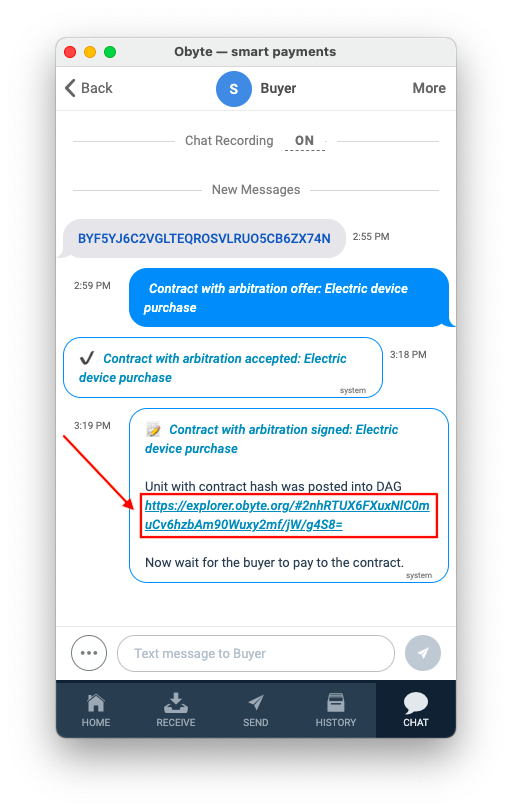 Obyte — smart payments
Back
S
Buyer
More
Chat Recording ON
New Messages
BYF5YJ6C2VGLTEQROSVLRUO5CB6ZX74N
2:55 PM
2:59 PM
Contract with arbitration offer: Electric device
purchase
Contract with arbitration accepted: Electric
device purchase
system
3:18 PM
3:19 PM
Contract with arbitration signed: Electric
device purchase
Unit with contract hash was posted into DAG
https://explorer.obyte.org/#2nhRTUX6FXuxNlC0m
uCv6hzbAm90Wuxy2mf/jW/g4S8=
Now wait for the buyer to pay to the contract.
system
Text message to Buyer
HOME
RECEIVE
SEND
HISTORY
CHAT